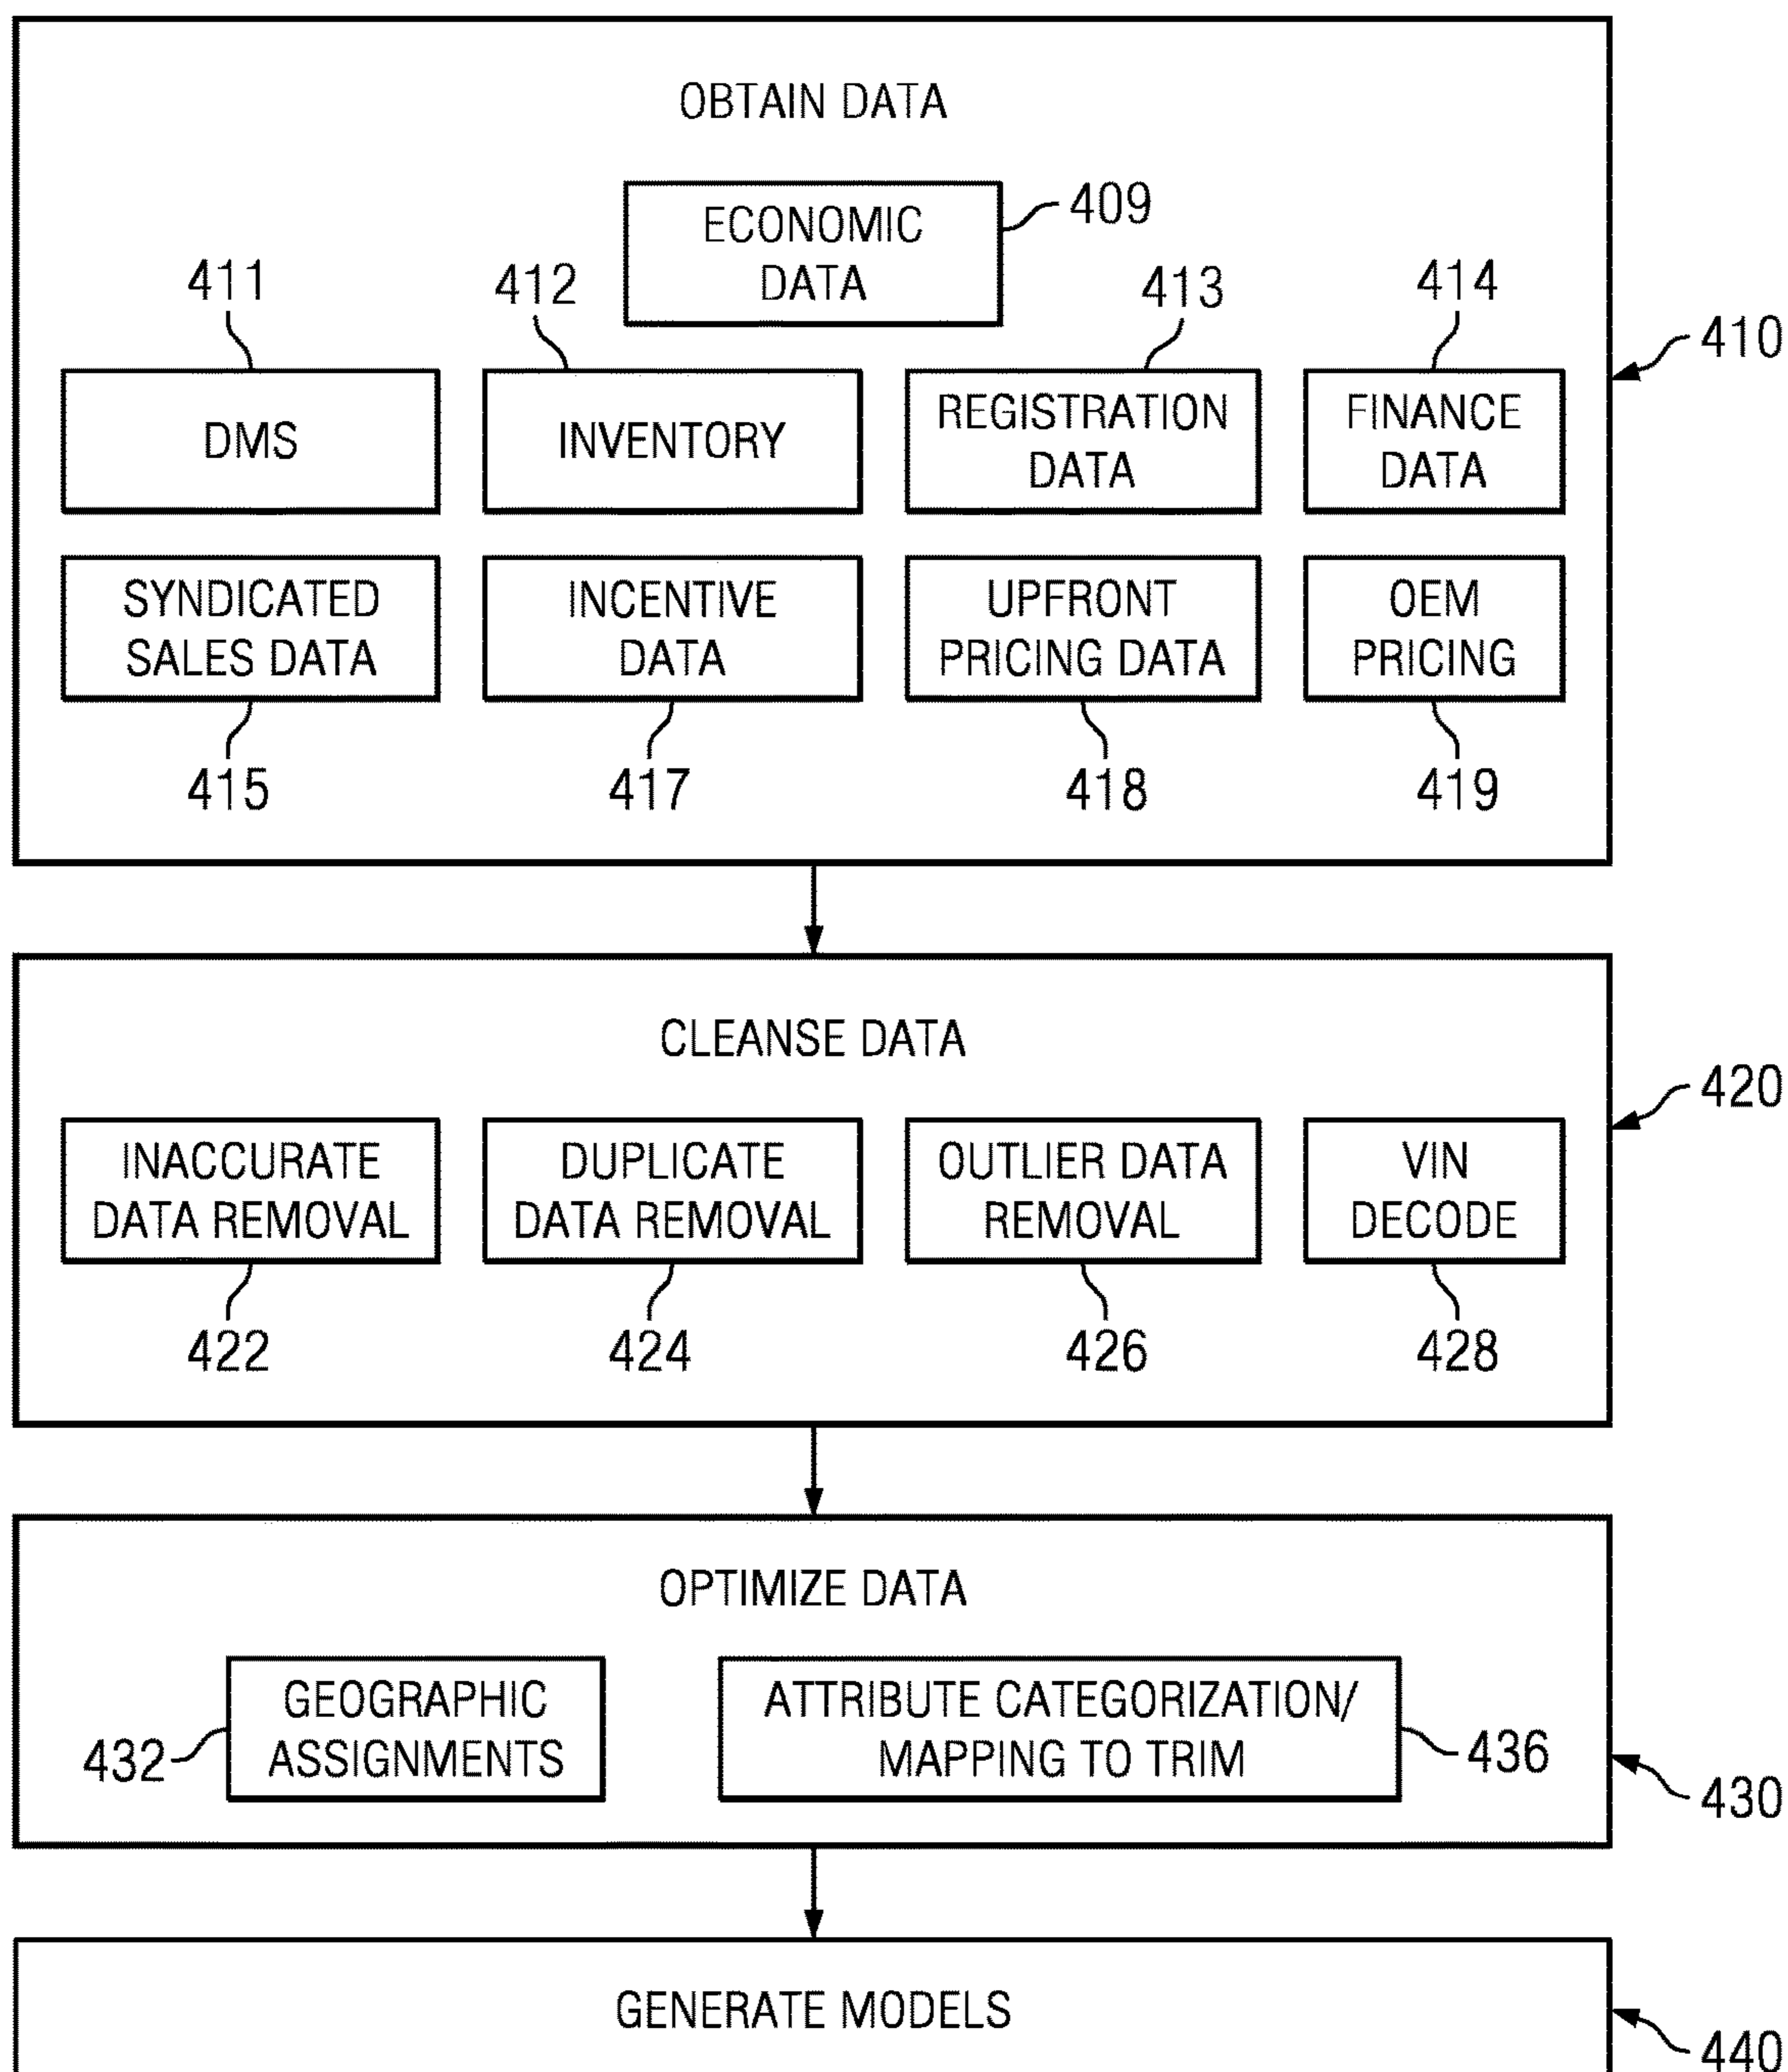 OBTAIN DATA
ECONOMIC
DATA
409
411
412
413
414
410
DMS
INVENTORY
REGISTRATION
DATA
FINANCE
DATA
SYNDICATED
SALES DATA
INCENTIVE
DATA
UPFRONT
PRICING DATA
OEM
PRICING
415
417
418
419
CLEANSE DATA
420
INACCURATE
DATA REMOVAL
DUPLICATE
DATA REMOVAL
OUTLIER DATA
REMOVAL
VIN
DECODE
422
424
426
428
OPTIMIZE DATA
432
GEOGRAPHIC
ASSIGNMENTS
ATTRIBUTE CATEGORIZATION/
MAPPING TO TRIM
436
430
GENERATE MODELS
440